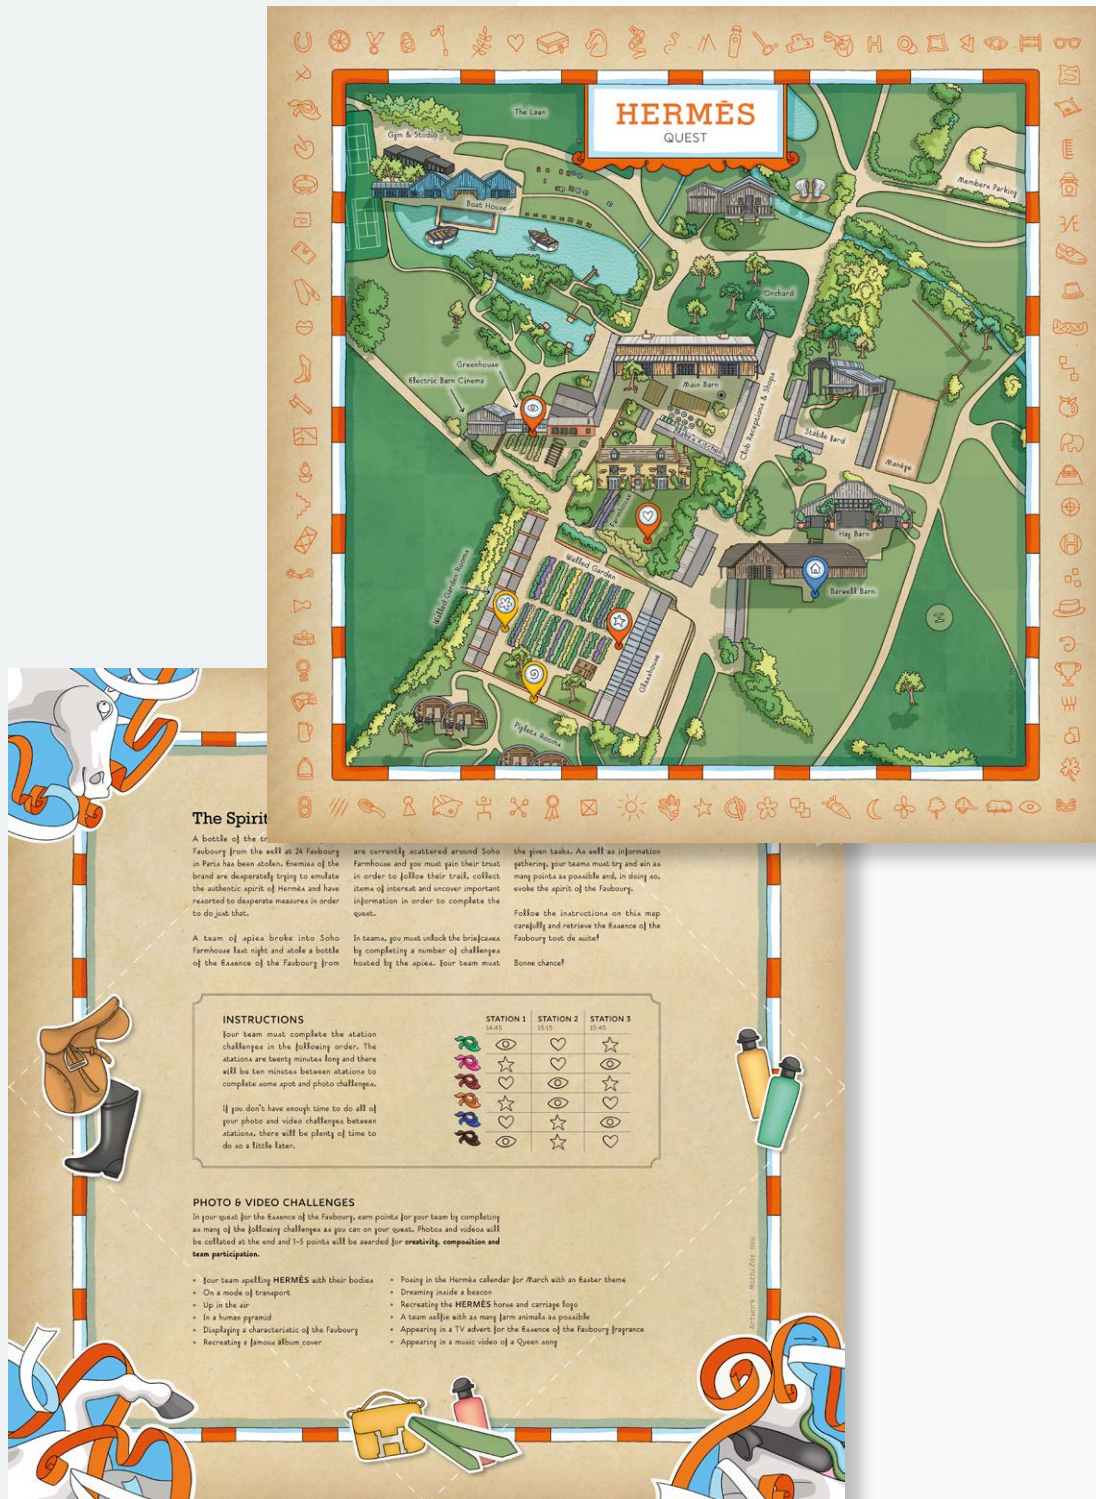 HERMĒS
QUEST
The Lawn
Gym & Studio
Members Parking
Boat House
Orchard
Greenhouse
Electric Barn Cinema
Main Barn
Club Receptions & Shops
Stable Yard
Manège
Farmhouse
Hay Barn
Walled Garden
Walled Garden Rooms
Barwell Barn
Glasshouse
Piglets Rooms
The Spirit
A bottle of the
Faubourg from the well at 24 Faubourg
in Paris has been stolen. Enemies of the
brand are desperately trying to emulate
the authentic spirit of Hermès and have
resorted to desperate measures in order
to do just that.
A team of spies broke into Soho
Farmhouse last night and stole a bottle
of the Essence of the Faubourg from
are currently scattered around Soho
Farmhouse and you must gain their trust
in order to follow their trail, collect
items of interest and uncover important
information in order to complete the
quest.
In teams, you must unlock the briefcases
by completing a number of challenges
hosted by the spies. Your team must
the given tasks. As well as information
gathering, your teams must try and win as
many points as possible and, in doing so,
evoke the spirit of the Faubourg.
Follow the instructions on this map
carefully and retrieve the Essence of the
Faubourg tout de suite!
Bonne chance!
INSTRUCTIONS
Your team must complete the station
challenges in the following order. The
stations are twenty minutes long and there
will be ten minutes between stations to
complete some spot and photo challenges.
If you don't have enough time to do all of
your photo and video challenges between
stations, there will be plenty of time to
do so a little later.
STATION 1 STATION 2 STATION 3
14:45 15:15 15:45
PHOTO & VIDEO CHALLENGES
In your quest for the Essence of the Faubourg, earn points for your team by completing
as many of the following challenges as you can on your quest. Photos and videos will
be collated at the end and 1-5 points will be awarded for creativity, composition and
team participation.
• Your team spelling HERMÈS with their bodies
• On a mode of transport
• Up in the air
• In a human pyramid
• Displaying a characteristic of the Faubourg
• Recreating a famous album cover
• Posing in the Hermès calendar for March with an Easter theme
• Dreaming inside a beacon
• Recreating the HERMÈS horse and carriage logo
• A team selfie with as many farm animals as possible
• Appearing in a TV advert for the Essence of the Faubourg fragrance
• Appearing in a music video of a Queen song